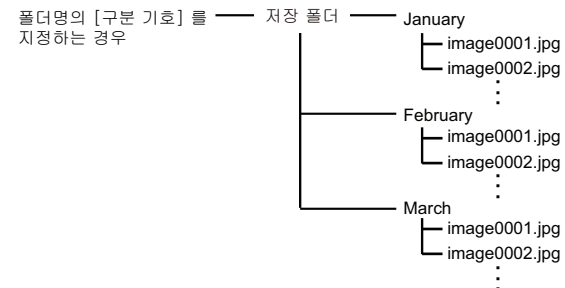 폴더명의 [구분 기호] 를
지정하는 경우
저장 폴더
January
image0001.jpg
image0002.jpg
February
image0001.jpg
image0002.jpg
March
image0001.jpg
image0002.jpg